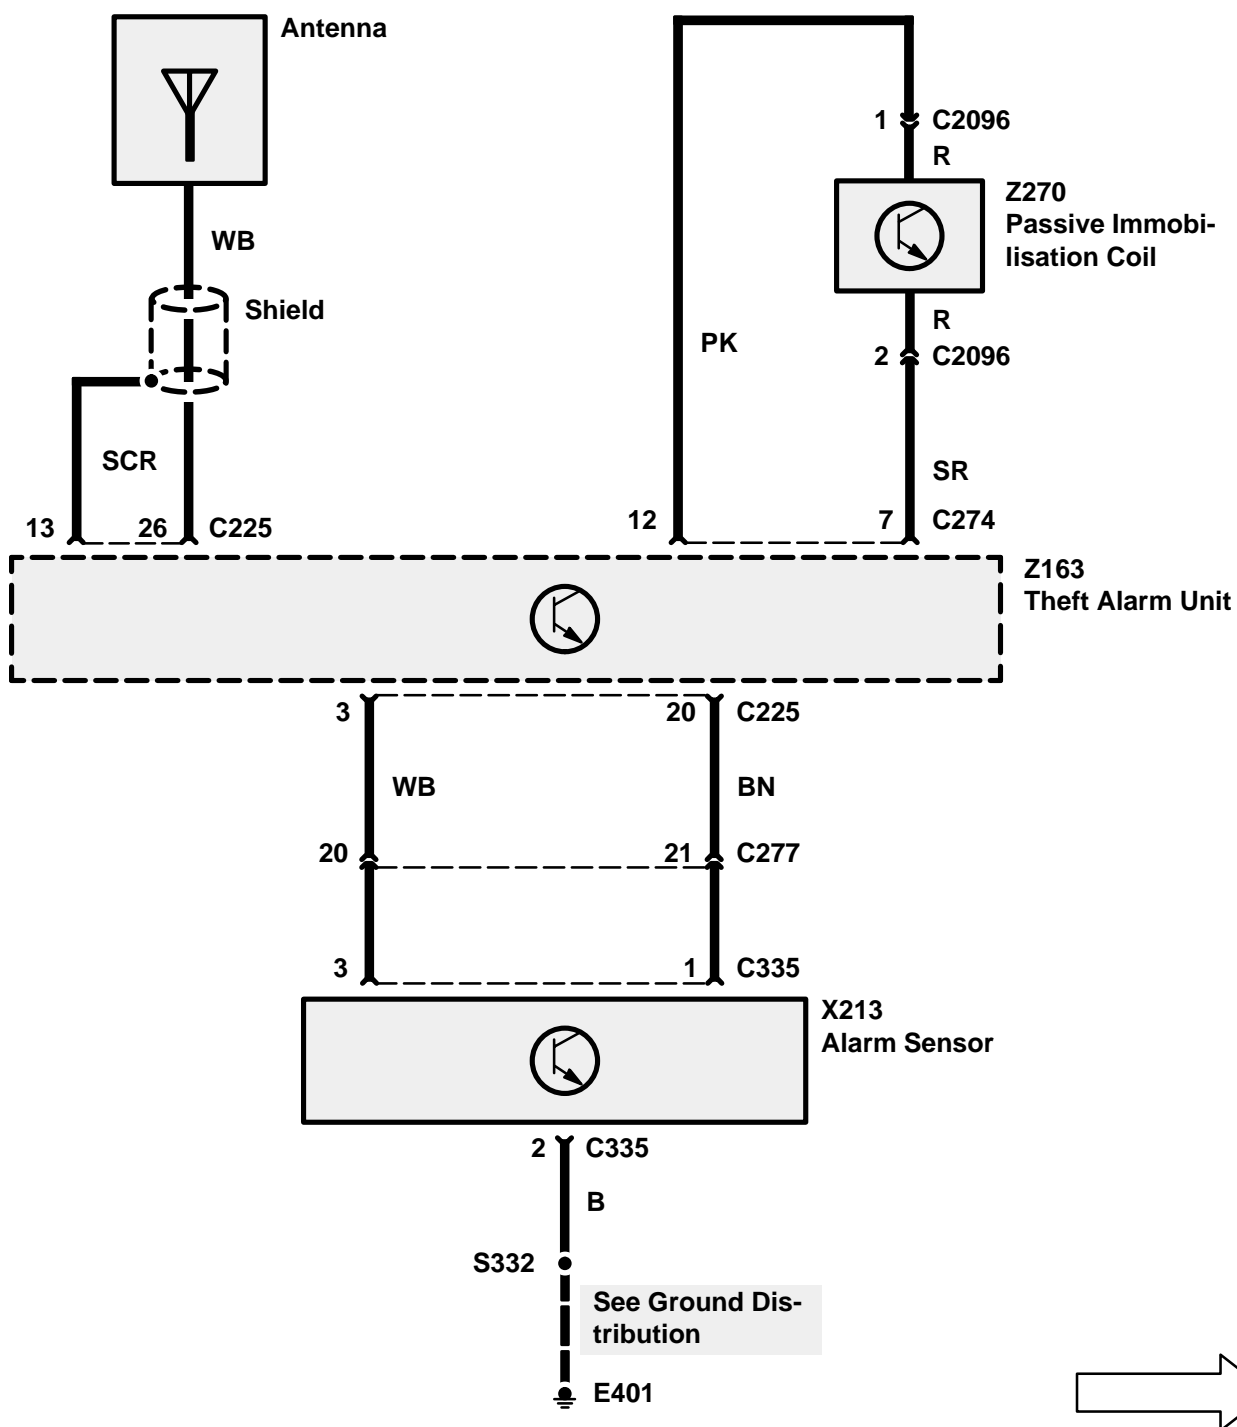 Antenna
1 C2096
R
Z270
Passive Immobi-
lisation Coil
WB
Shield
R
PK
2 C2096
SCR
SR
13 26 C225
12 7 C274
Z163
Theft Alarm Unit
3 20 C225
WB BN
20 21 C277
3 1 C335
X213
Alarm Sensor
2 C335
B
S332
See Ground Dis-
tribution
E401